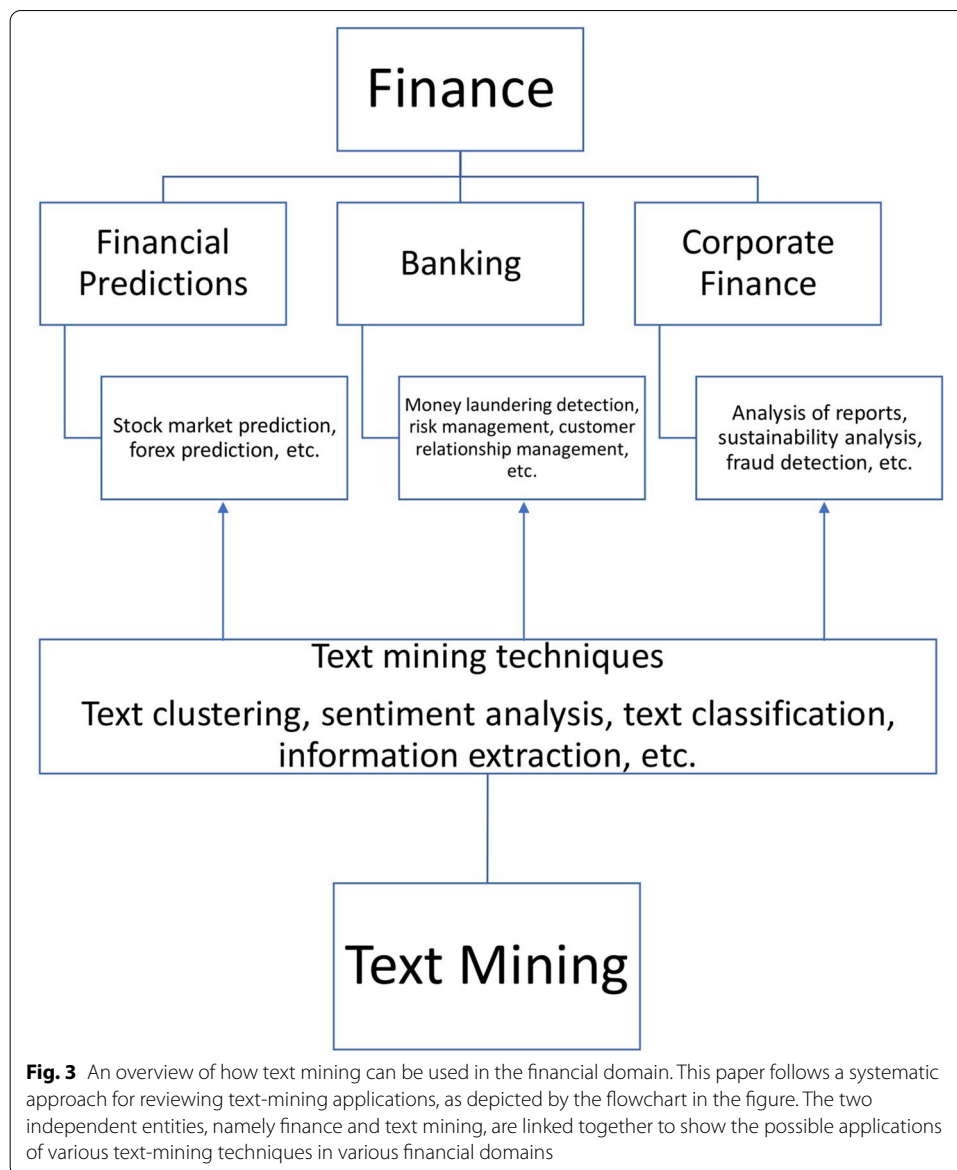 Finance
Financial
Predictions
Banking
Corporate
Finance
Stock market prediction,
forex prediction, etc.
Money laundering detection,
risk management, customer
relationship management,
etc.
Analysis of reports,
sustainability analysis,
fraud detection, etc.
Text mining techniques
Text clustering, sentiment analysis, text classification,
information extraction, etc.
Text Mining
Fig. 3 An overview of how text mining can be used in the financial domain. This paper follows a systematic
approach for reviewing text-mining applications, as depicted by the flowchart in the figure. The two
independent entities, namely finance and text mining, are linked together to show the possible applications
of various text-mining techniques in various financial domains